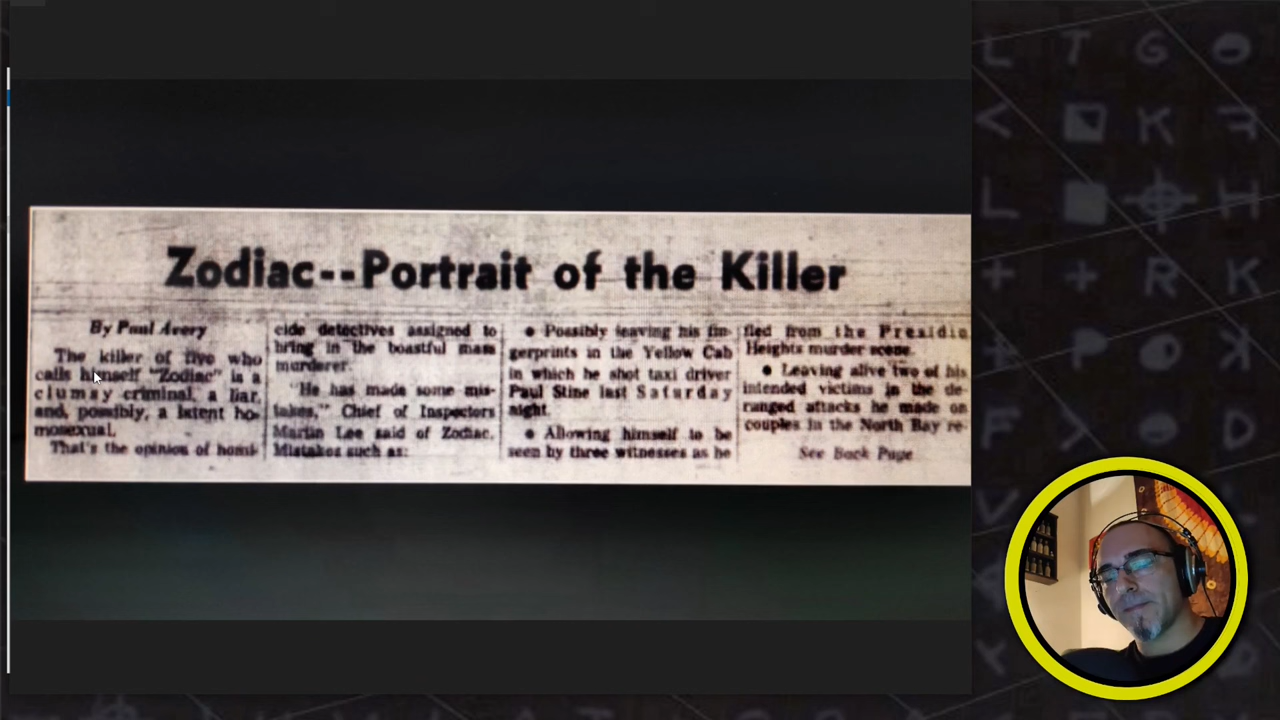 Zodiac--Portrait of the Killer
By Paul Avery
The killer of five who
calls himself "Zodiac" is a
clumsy criminal, a liar,
and, possibly, a latent ho-
mosexual.
That's the opinion of homi-
cide detectives assigned to
bring in the boastful mass
murderer.
"He has made some mis-
takes," Chief of Inspectors
Martin Lee said of Zodiac.
Mistakes such as:
● Possibly leaving his fin-
gerprints in the Yellow Cab
in which he shot taxi driver
Paul Stine last Saturday
night.
● Allowing himself to be
seen by three witnesses as he
fled from the Presidio
Heights murder scene.
● Leaving alive two of his
intended victims in the de-
ranged attacks he made on
couples in the North Bay re-
See Back Page
L T G
K
L H
+ + R K
P K
F D